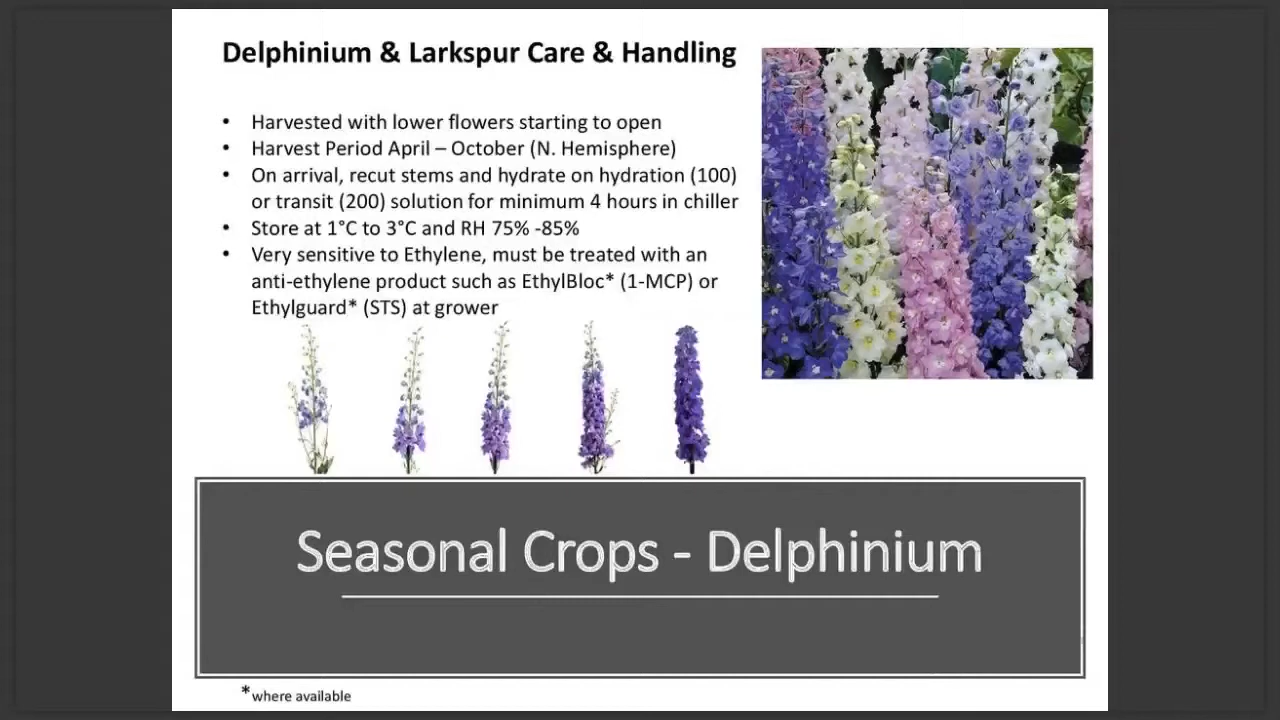 Delphinium & Larkspur Care & Handling
• Harvested with lower flowers starting to open
• Harvest Period April – October (N. Hemisphere)
• On arrival, recut stems and hydrate on hydration (100)
or transit (200) solution for minimum 4 hours in chiller
• Store at 1°C to 3°C and RH 75% -85%
• Very sensitive to Ethylene, must be treated with an
anti-ethylene product such as EthylBloc* (1-MCP) or
Ethylguard* (STS) at grower
Seasonal Crops - Delphinium
*where available